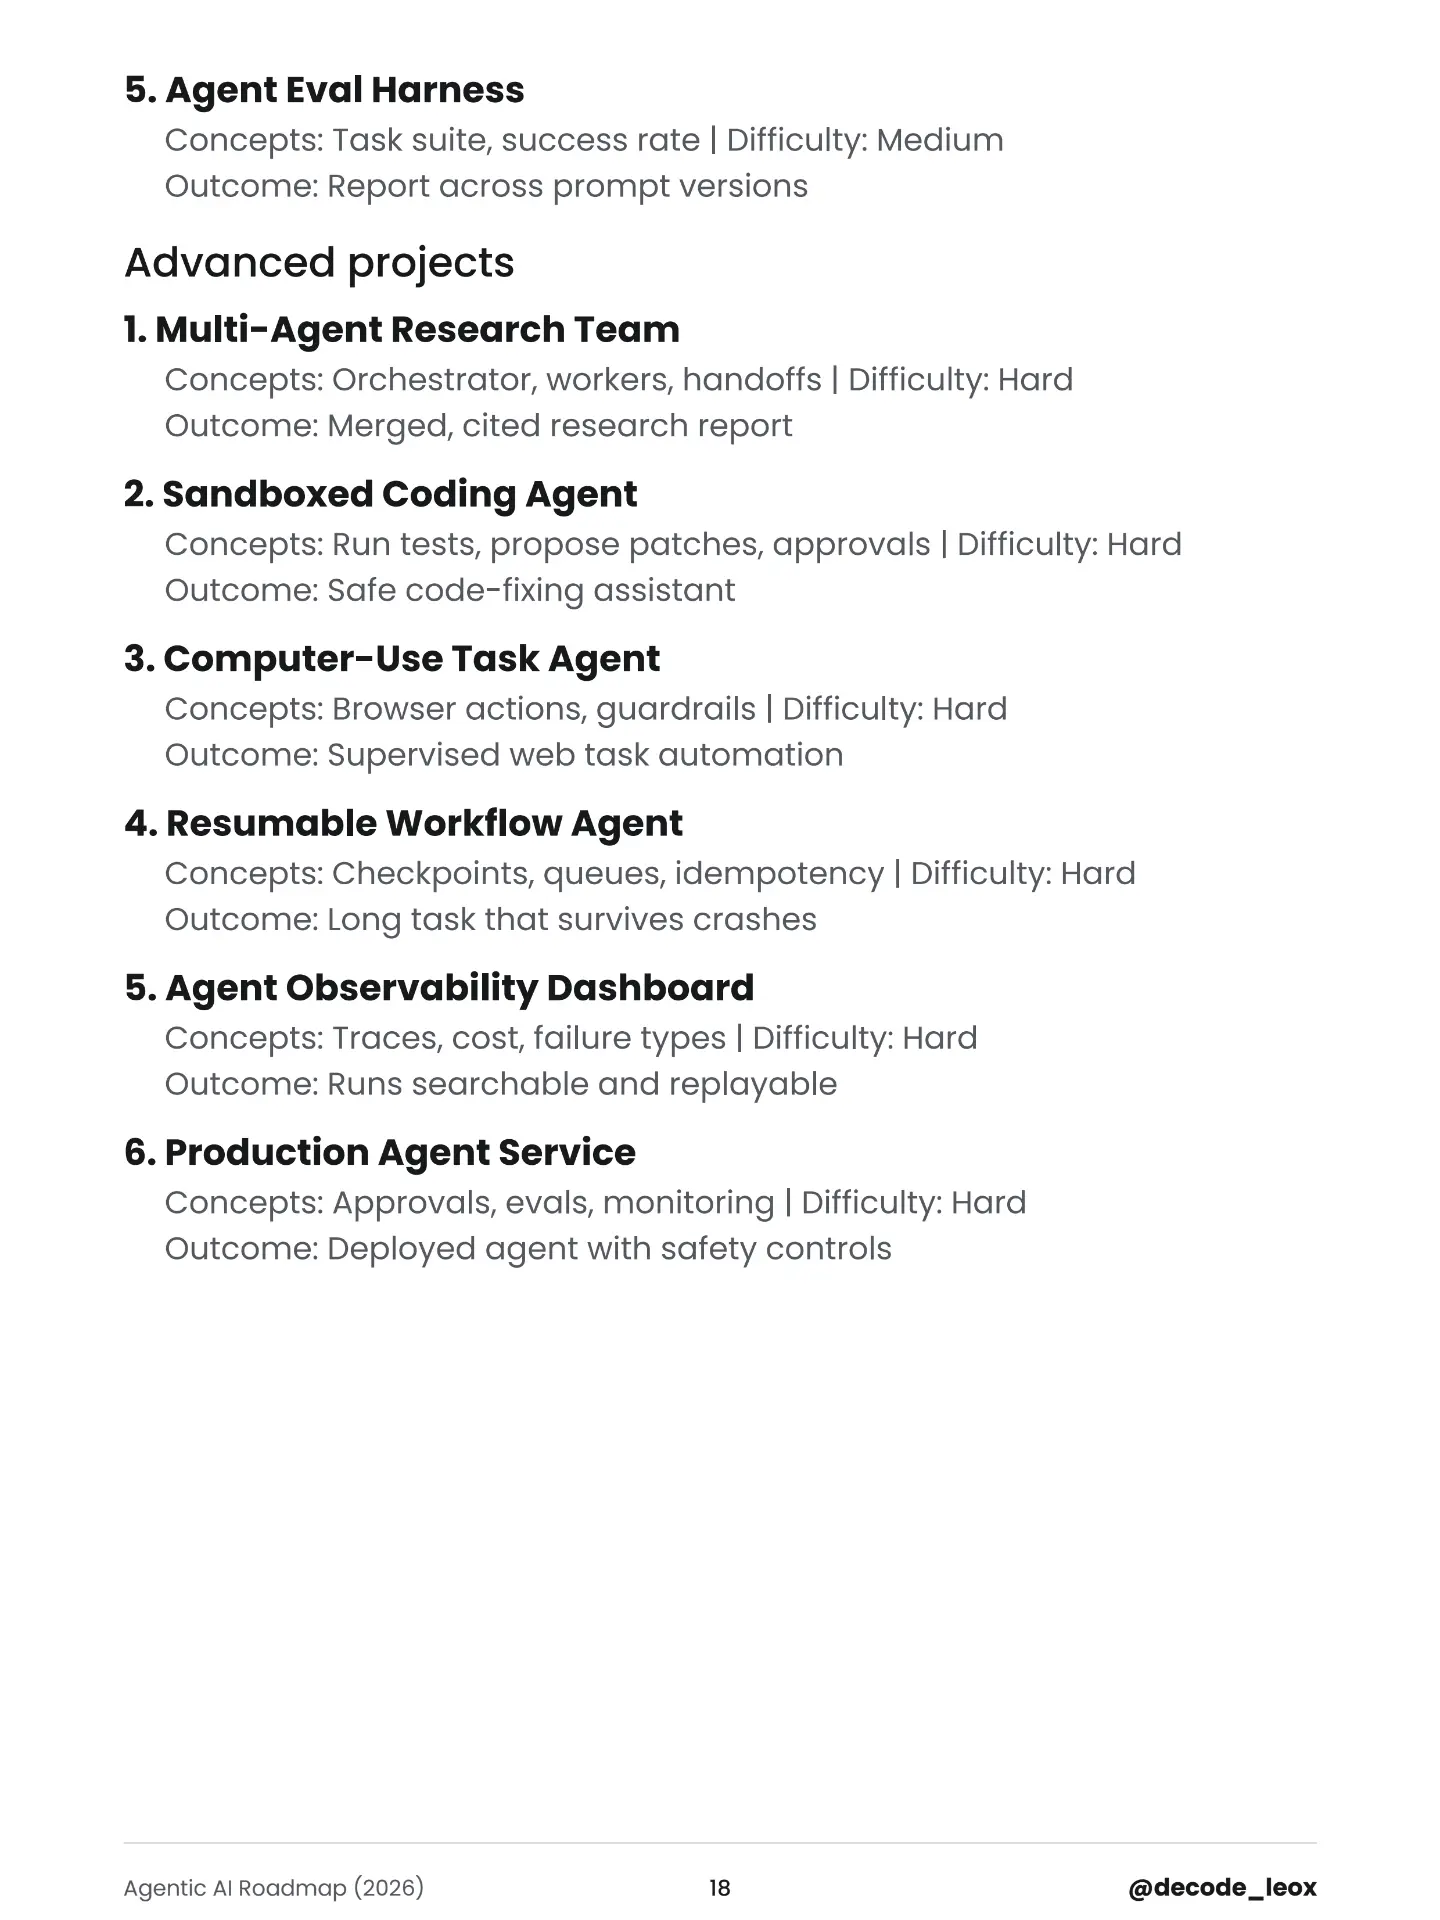 5. Agent Eval Harness
Concepts: Task suite, success rate | Difficulty: Medium
Outcome: Report across prompt versions
Advanced projects
1. Multi-Agent Research Team
Concepts: Orchestrator, workers, handoffs | Difficulty: Hard
Outcome: Merged, cited research report
2. Sandboxed Coding Agent
Concepts: Run tests, propose patches, approvals | Difficulty: Hard
Outcome: Safe code-fixing assistant
3. Computer-Use Task Agent
Concepts: Browser actions, guardrails | Difficulty: Hard
Outcome: Supervised web task automation
4. Resumable Workflow Agent
Concepts: Checkpoints, queues, idempotency | Difficulty: Hard
Outcome: Long task that survives crashes
5. Agent Observability Dashboard
Concepts: Traces, cost, failure types | Difficulty: Hard
Outcome: Runs searchable and replayable
6. Production Agent Service
Concepts: Approvals, evals, monitoring | Difficulty: Hard
Outcome: Deployed agent with safety controls
Agentic AI Roadmap (2026) 18 @decode_leox